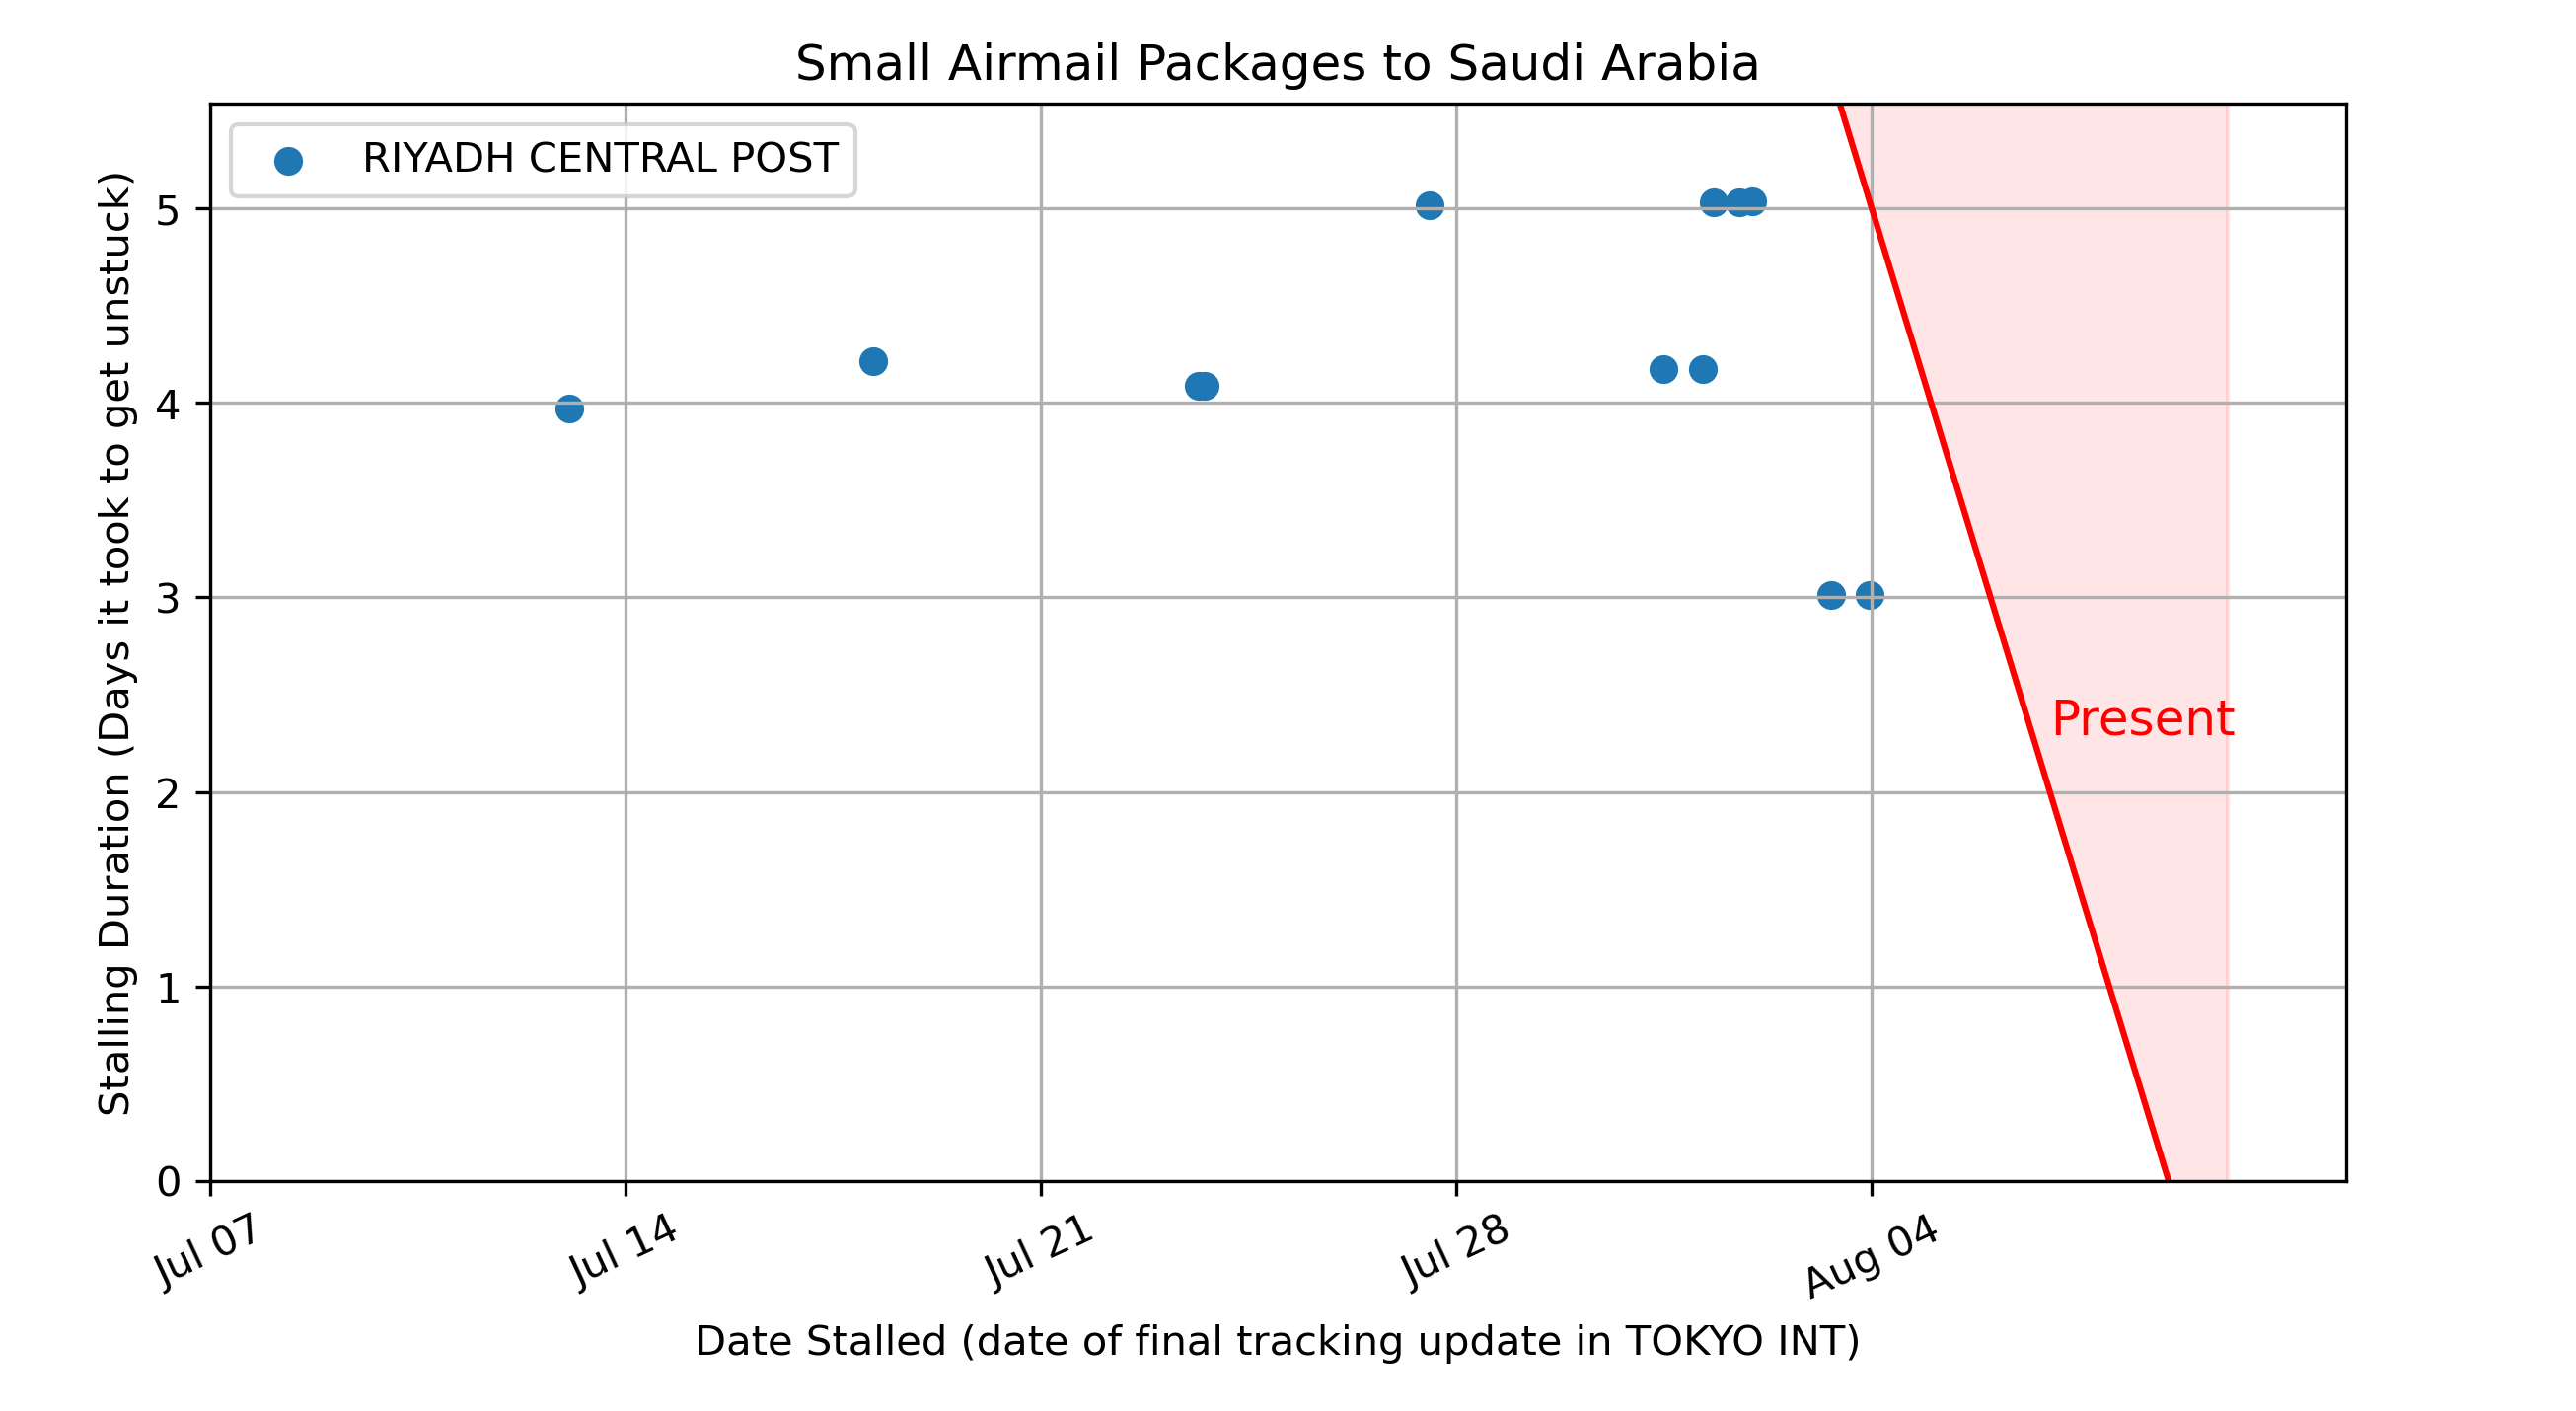 Small Airmail Packages to Saudi Arabia
RIYADH CENTRAL POST
Stalling Duration (Days it took to get unstuck)
5
4
3
2
1
0
Present
Jul 07
Jul 14
Jul 21
Jul 28
Aug 04
Date Stalled (date of final tracking update in TOKYO INT)